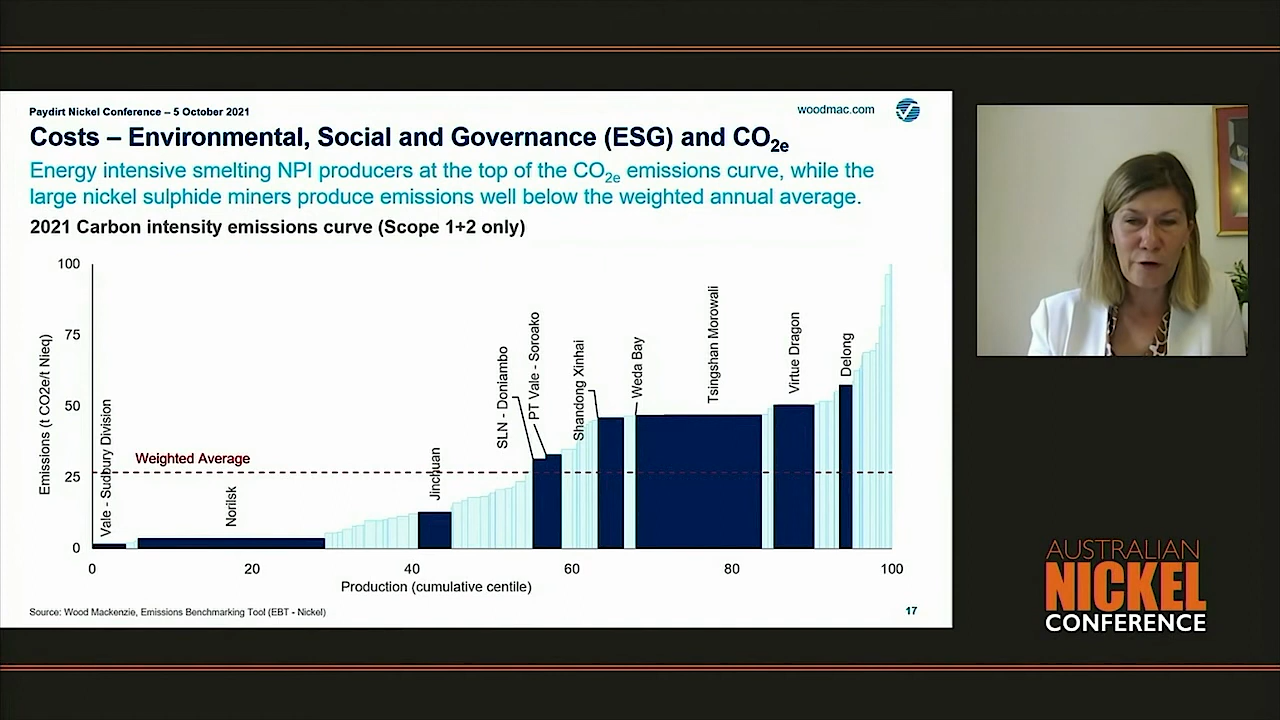 Paydirt Nickel Conference – 5 October 2021
woodmac.com
Costs – Environmental, Social and Governance (ESG) and CO2e
Energy intensive smelting NPI producers at the top of the CO2e emissions curve, while the
large nickel sulphide miners produce emissions well below the weighted annual average.
2021 Carbon intensity emissions curve (Scope 1+2 only)
Emissions (t CO2e/t Nieq)
100
75
50
25
0
Weighted Average
Vale - Sudbury Division
Norilsk
Jinchuan
SLN - Doniambo
PT Vale - Soroako
Shandong Xinhai
Weda Bay
Tsingshan Morowali
Virtue Dragon
Delong
0 20 40 60 80 100
Production (cumulative centile)
Source: Wood Mackenzie, Emissions Benchmarking Tool (EBT - Nickel)
17
AUSTRALIAN
NICKEL
CONFERENCE